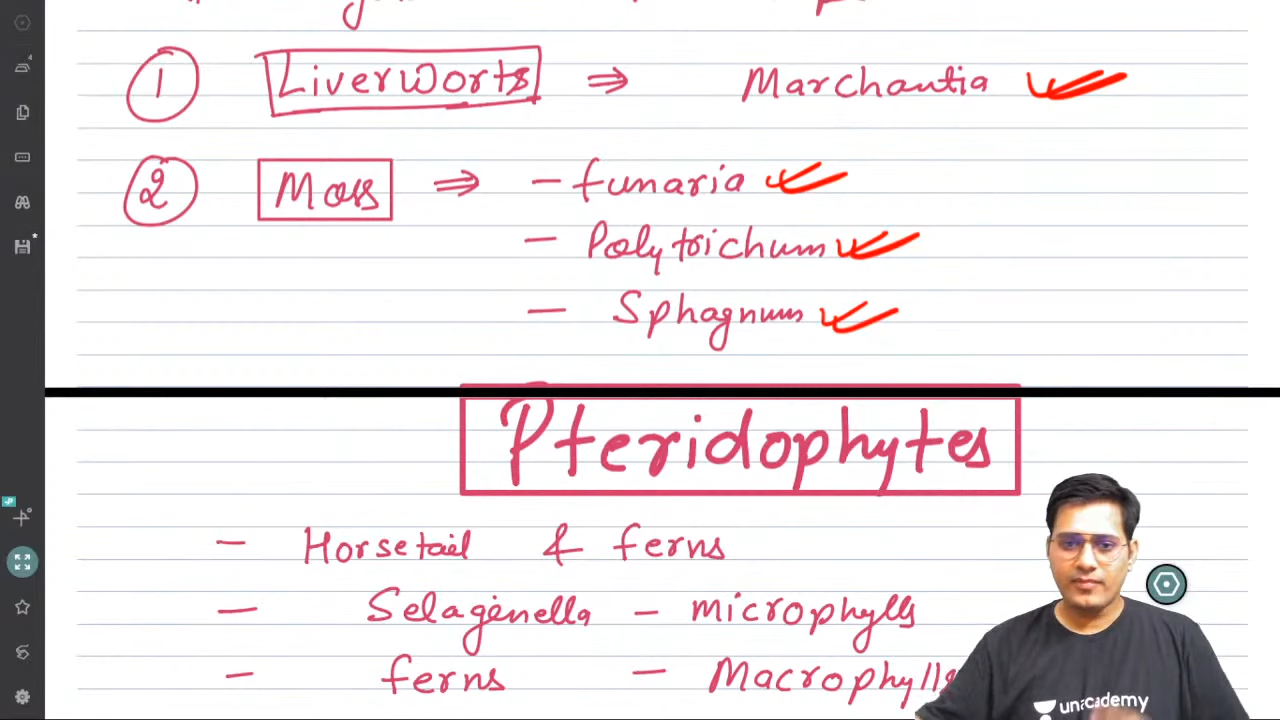 1 Liverworts ⇒ Marchantia
2 Moss ⇒ - funaria
- Polytrichum
- Sphagnum
Pteridophytes
- Horsetail & ferns
- Selaginella - microphylls
- ferns - Macrophylls
unacademy